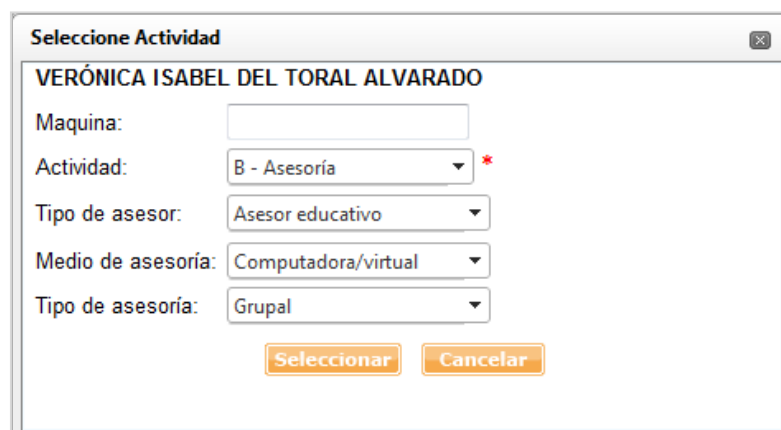 Seleccione Actividad
VERÓNICA ISABEL DEL TORAL ALVARADO
Maquina:
Actividad: B - Asesoría *
Tipo de asesor: Asesor educativo
Medio de asesoría: Computadora/virtual
Tipo de asesoría: Grupal
Seleccionar Cancelar